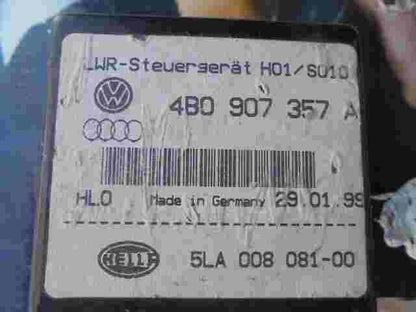 LWR-Steuergerät H01/S010
VW
4B0 907 357 A
HLO Made in Germany 29.01.99
HELLA 5LA 008 081-00